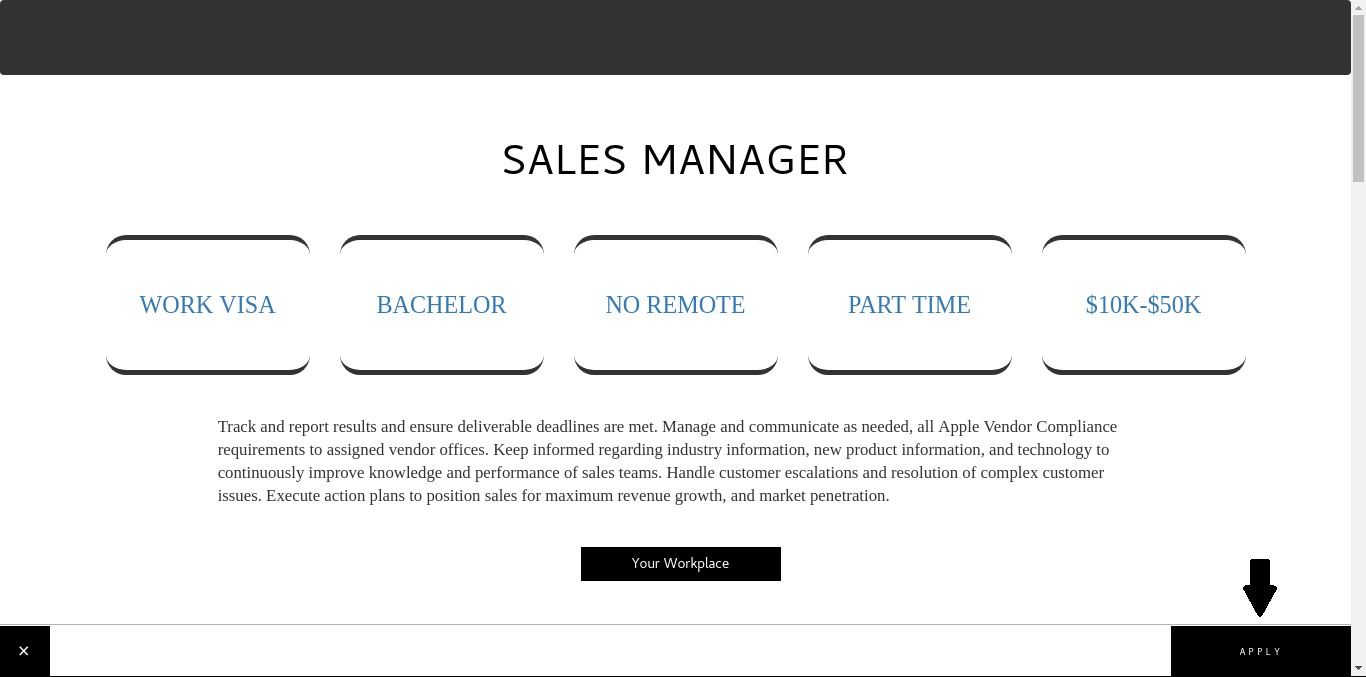 SALES MANAGER
WORK VISA
BACHELOR
NO REMOTE
PART TIME
$10K-$50K
Track and report results and ensure deliverable deadlines are met. Manage and communicate as needed, all Apple Vendor Compliance
requirements to assigned vendor offices. Keep informed regarding industry information, new product information, and technology to
continuously improve knowledge and performance of sales teams. Handle customer escalations and resolution of complex customer
issues. Execute action plans to position sales for maximum revenue growth, and market penetration.
Your Workplace
×
APPLY